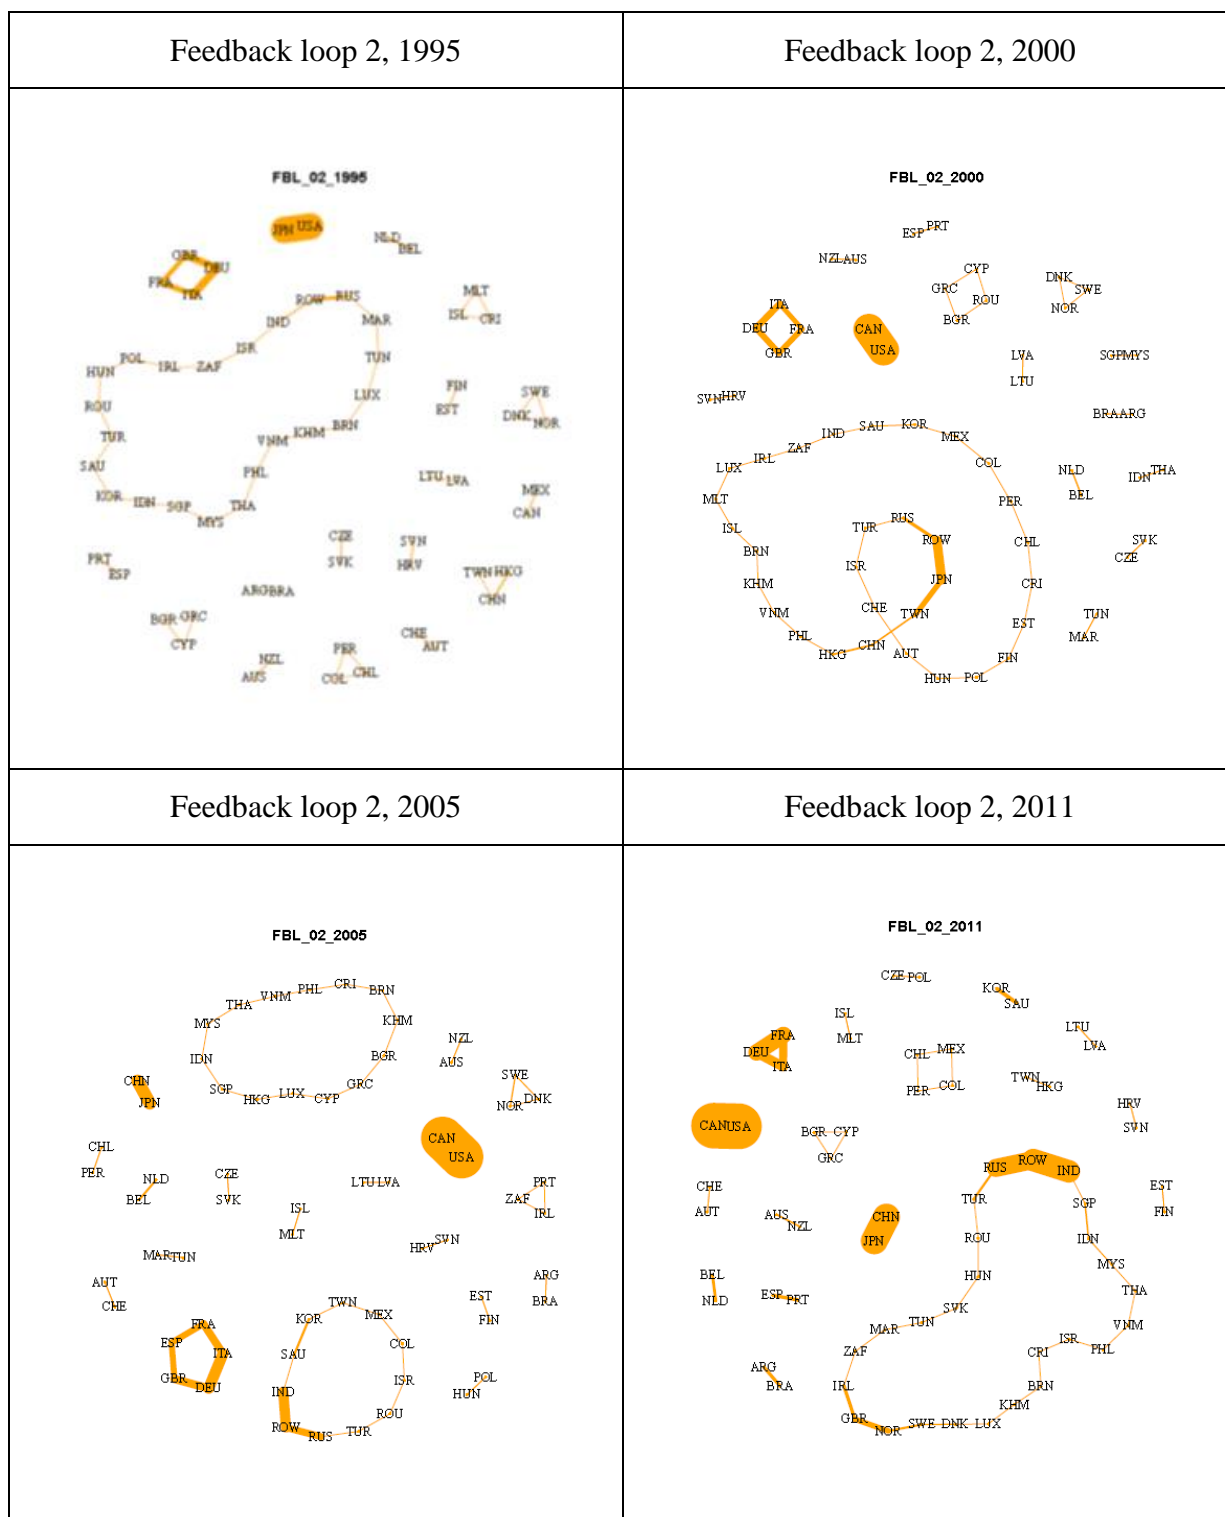 Feedback loop 2, 1995
Feedback loop 2, 2000
FBL_02_1995
JPN USA
NLD
BEL
GBR
DEU
FRA
ITA
MLT
ISL
CRI
ROW RUS
IND
MAR
ISR
TUN
POL
IRL ZAF
HUN
LUX
FIN
EST
SWE
DNK
NOR
ROU
BRN
KHM
VNM
TUR
SAU
PHL
LTU LVA
KOR
IDN
SGP
THA
MYS
MEX
CAN
CZE
SVK
SVN
HRV
PRT
ESP
TWN HKG
CHN
ARG BRA
BGR GRC
CYP
CHE
AUT
NZL
AUS
PER
COL CHL
FBL_02_2000
ESP PRT
NZL AUS
CYP
GRC
ROU
BGR
DNK
SWE
NOR
ITA
DEU FRA
GBR
CAN
USA
LVA
LTU
SGP MYS
SVN HRV
BRA ARG
IND SAU KOR
MEX
ZAF
IRL
COL
LUX
NLD
BEL
IDN THA
MLT
PER
RUS
TUR
ISL
ROW
CHL
SVK
CZE
BRN
ISR
JPN
KHM
CRI
VNM
CHE
TWN
EST
TUN
MAR
PHL
CHN
HKG
AUT
FIN
HUN POL
Feedback loop 2, 2005
Feedback loop 2, 2011
FBL_02_2005
CRI
PHL
BRN
VNM
THA
MYS
KHM
NZL
AUS
IDN
BGR
SGP
GRC
HKG LUX CYP
SWE
NOR
DNK
CHN
JPN
CAN
USA
CHL
PER
NLD
BEL
CZE
SVK
LTU LVA
PRT
ZAF
IRL
ISL
MLT
HRV SVN
MAR TUN
AUT
CHE
ARG
BRA
EST
FIN
TWN
KOR
MEX
FRA
ESP
ITA
GBR
DEU
COL
SAU
ISR
IND
ROU
ROW
RUS TUR
POL
HUN
FBL_02_2011
CZE POL
KOR
SAU
ISL
MLT
LTU
LVA
FRA
DEU
ITA
CHL MEX
PER COL
TWN
HKG
HRV
SVN
CAN USA
BGR CYP
GRC
RUS
ROW
IND
CHE
AUT
EST
FIN
TUR
SGP
AUS
NZL
CHN
JPN
ROU
IDN
MYS
BEL
NLD
HUN
THA
ESP PRT
SVK
TUN
MAR
VNM
ISR
PHL
ZAF
CRI
ARG
BRA
IRL
BRN
KHM
GBR
NOR SWE DNK LUX